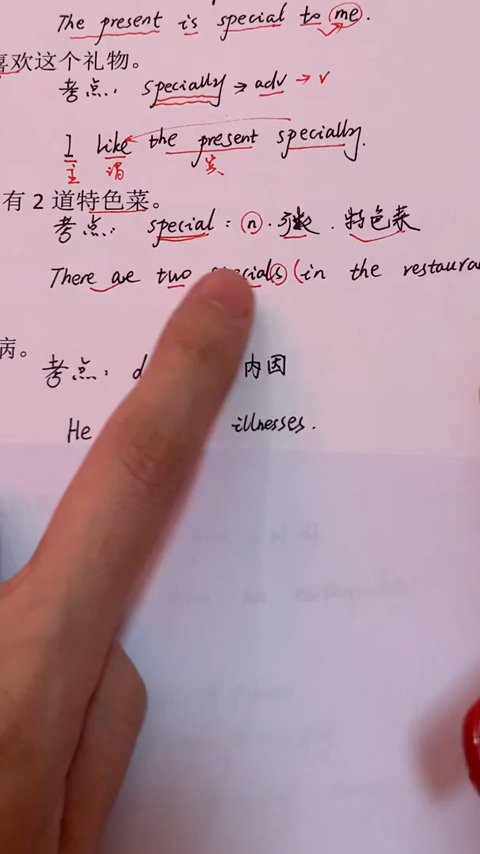 The present is special to me.
喜欢这个礼物。
考点: specially → adv → v
I like the present specially.
主 谓 宾
有 2 道特色菜。
考点: special : n. 可数. 特色菜
There are two specials (in the
病。
考点: 内因
He illnesses.